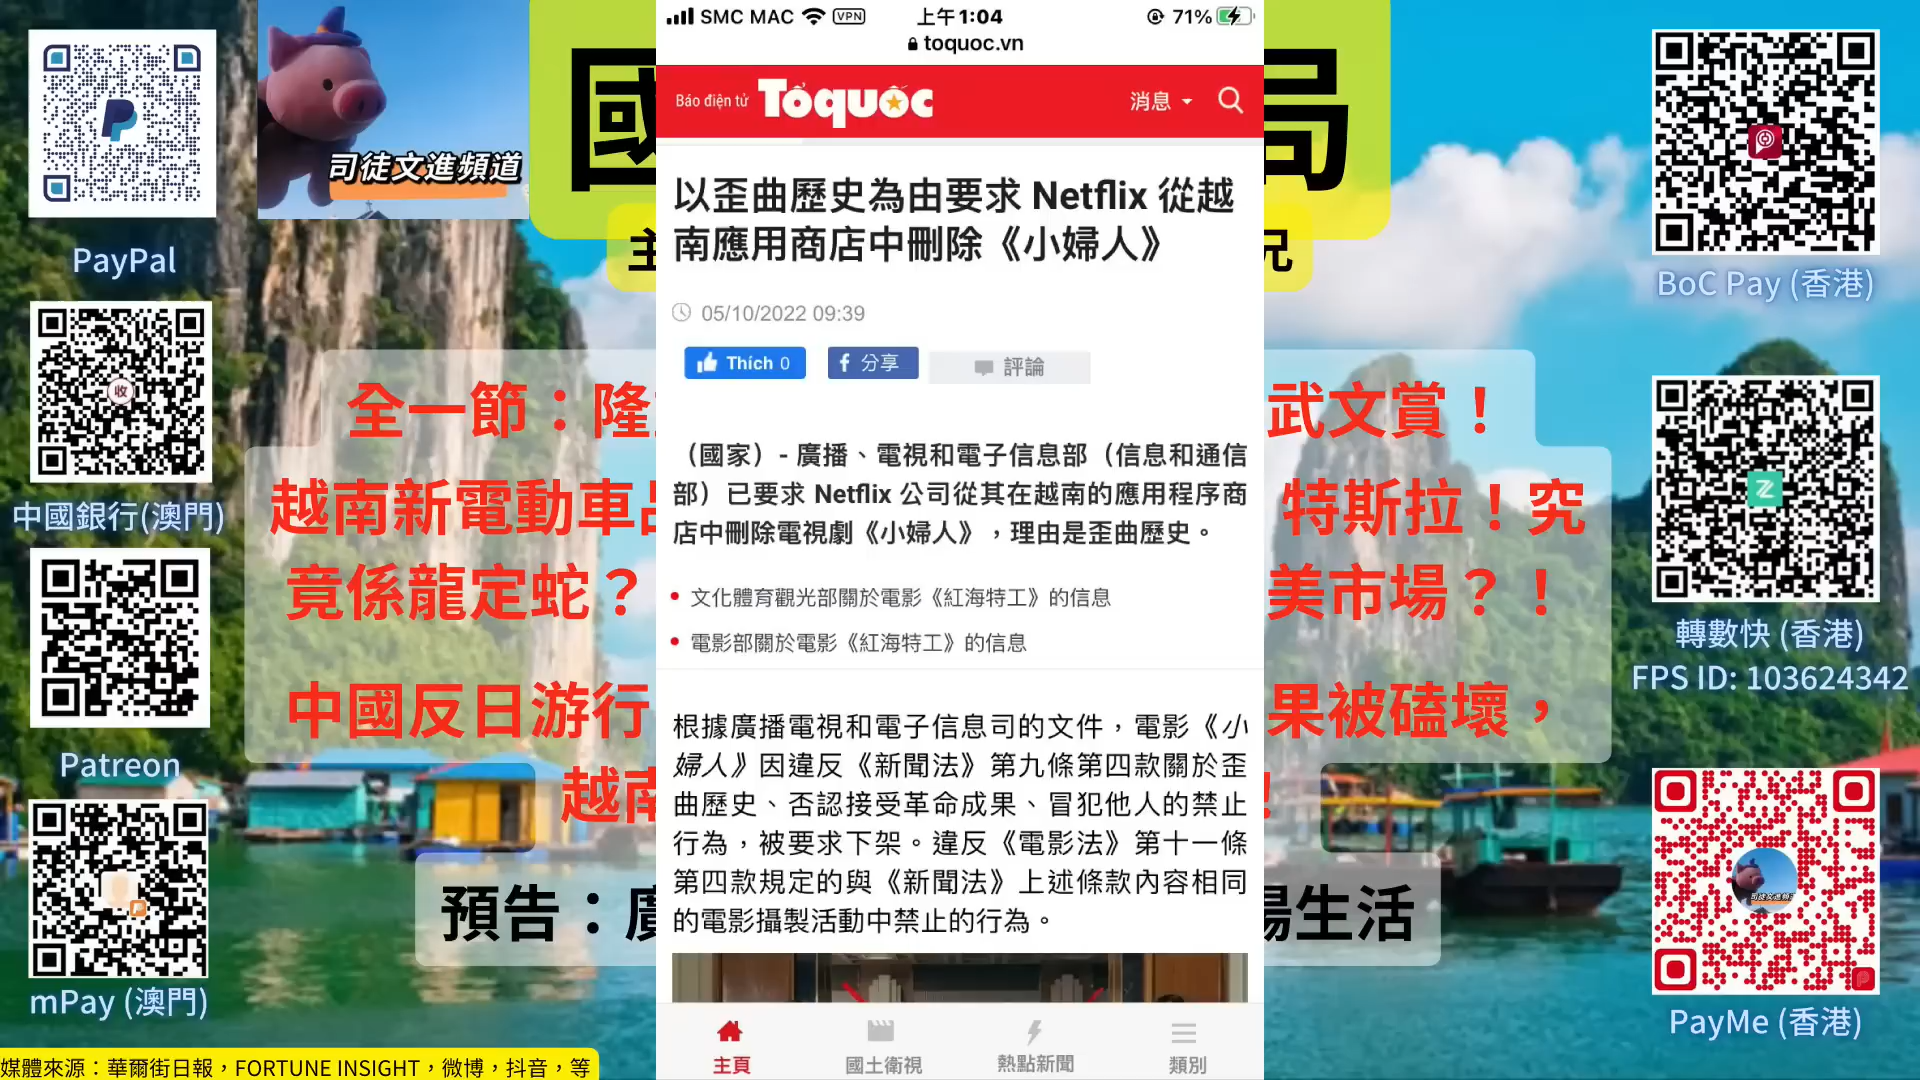 SMC MAC VPN 上午1:04 71%
toquoc.vn
Báo điện tử Tổquốc 消息
以歪曲歷史為由要求 Netflix 從越
南應用商店中刪除《小婦人》
05/10/2022 09:39
Thích 0 分享 評論
（國家）- 廣播、電視和電子信息部（信息和通信
部）已要求 Netflix 公司從其在越南的應用程序商
店中刪除電視劇《小婦人》，理由是歪曲歷史。
文化體育觀光部關於電影《紅海特工》的信息
電影部關於電影《紅海特工》的信息
根據廣播電視和電子信息司的文件，電影《小
婦人》因違反《新聞法》第九條第四款關於歪
曲歷史、否認接受革命成果、冒犯他人的禁止
行為，被要求下架。違反《電影法》第十一條
第四款規定的與《新聞法》上述條款內容相同
的電影攝製活動中禁止的行為。
主頁 國土衛視 熱點新聞 類別
司徒文進頻道
國
局
主
況
全一節：隆
武文賞！
越南新電動車
特斯拉！究
竟係龍定蛇？
美市場？！
中國反日游行
果被磕壞，
越南
!
預告：廣
場生活
PayPal
收
中國銀行(澳門)
Patreon
mPay (澳門)
BoC Pay (香港)
轉數快 (香港)
FPS ID: 103624342
PayMe (香港)
媒體來源：華爾街日報，FORTUNE INSIGHT，微博，抖音，等